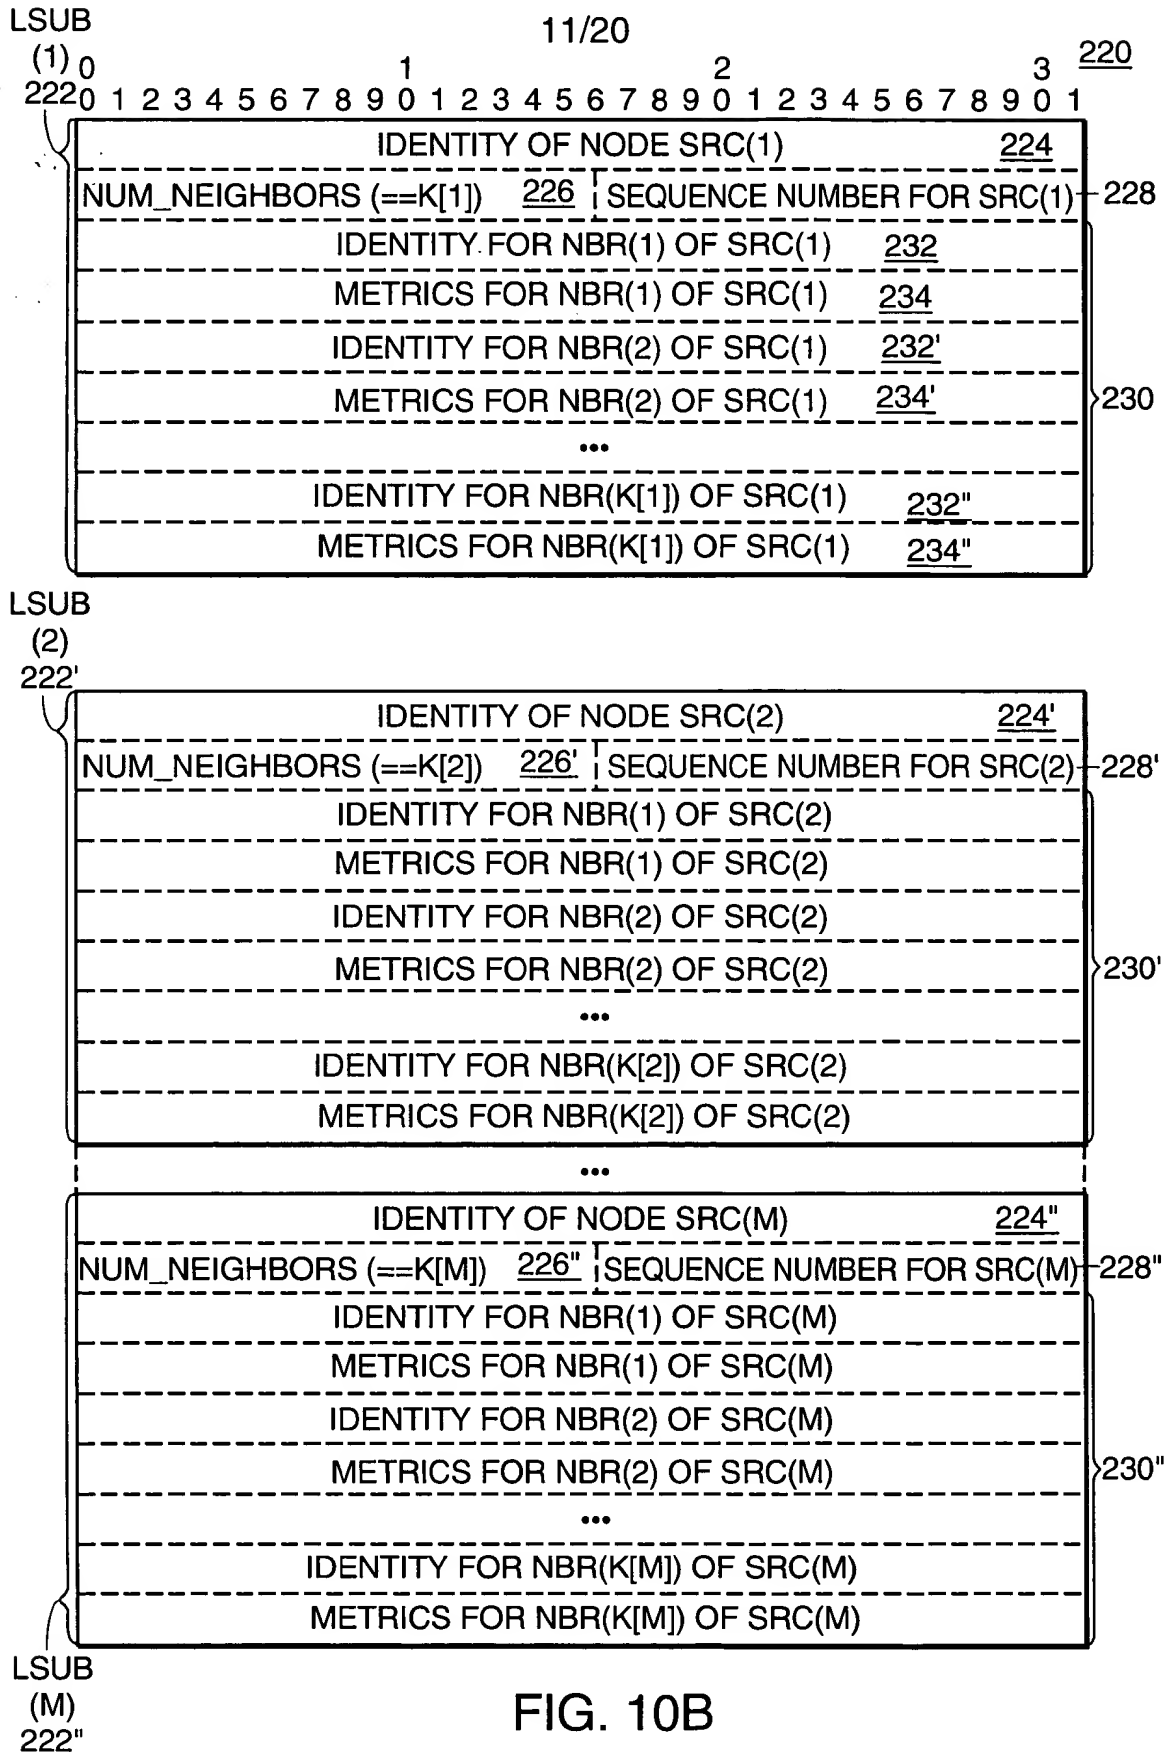 LSUB
(1)
222
11/20
220
0 1 2 3
0 1 2 3 4 5 6 7 8 9 0 1 2 3 4 5 6 7 8 9 0 1 2 3 4 5 6 7 8 9 0 1
IDENTITY OF NODE SRC(1) 224
NUM_NEIGHBORS (==K[1]) 226 SEQUENCE NUMBER FOR SRC(1) 228
IDENTITY FOR NBR(1) OF SRC(1) 232
METRICS FOR NBR(1) OF SRC(1) 234
IDENTITY FOR NBR(2) OF SRC(1) 232'
METRICS FOR NBR(2) OF SRC(1) 234'
230
•••
IDENTITY FOR NBR(K[1]) OF SRC(1) 232"
METRICS FOR NBR(K[1]) OF SRC(1) 234"
LSUB
(2)
222'
IDENTITY OF NODE SRC(2) 224'
NUM_NEIGHBORS (==K[2]) 226' SEQUENCE NUMBER FOR SRC(2) 228'
IDENTITY FOR NBR(1) OF SRC(2)
METRICS FOR NBR(1) OF SRC(2)
IDENTITY FOR NBR(2) OF SRC(2)
METRICS FOR NBR(2) OF SRC(2)
230'
•••
IDENTITY FOR NBR(K[2]) OF SRC(2)
METRICS FOR NBR(K[2]) OF SRC(2)
•••
IDENTITY OF NODE SRC(M) 224"
NUM_NEIGHBORS (==K[M]) 226" SEQUENCE NUMBER FOR SRC(M) 228"
IDENTITY FOR NBR(1) OF SRC(M)
METRICS FOR NBR(1) OF SRC(M)
IDENTITY FOR NBR(2) OF SRC(M)
METRICS FOR NBR(2) OF SRC(M)
230"
•••
IDENTITY FOR NBR(K[M]) OF SRC(M)
METRICS FOR NBR(K[M]) OF SRC(M)
LSUB
(M)
222"
FIG. 10B